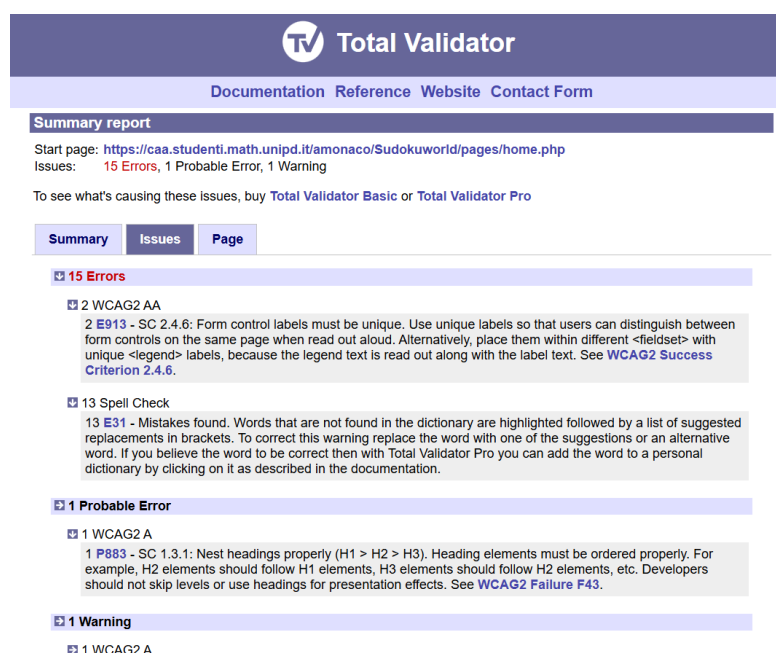 TV Total Validator
Documentation Reference Website Contact Form
Summary report
Start page: https://caa.studenti.math.unipd.it/amonaco/Sudokuworld/pages/home.php
Issues: 15 Errors, 1 Probable Error, 1 Warning
To see what's causing these issues, buy Total Validator Basic or Total Validator Pro
Summary Issues Page
15 Errors
2 WCAG2 AA
2 E913 - SC 2.4.6: Form control labels must be unique. Use unique labels so that users can distinguish between
form controls on the same page when read out aloud. Alternatively, place them within different <fieldset> with
unique <legend> labels, because the legend text is read out along with the label text. See WCAG2 Success
Criterion 2.4.6.
13 Spell Check
13 E31 - Mistakes found. Words that are not found in the dictionary are highlighted followed by a list of suggested
replacements in brackets. To correct this warning replace the word with one of the suggestions or an alternative
word. If you believe the word to be correct then with Total Validator Pro you can add the word to a personal
dictionary by clicking on it as described in the documentation.
1 Probable Error
1 WCAG2 A
1 P883 - SC 1.3.1: Nest headings properly (H1 > H2 > H3). Heading elements must be ordered properly. For
example, H2 elements should follow H1 elements, H3 elements should follow H2 elements, etc. Developers
should not skip levels or use headings for presentation effects. See WCAG2 Failure F43.
1 Warning
1 WCAG2 A